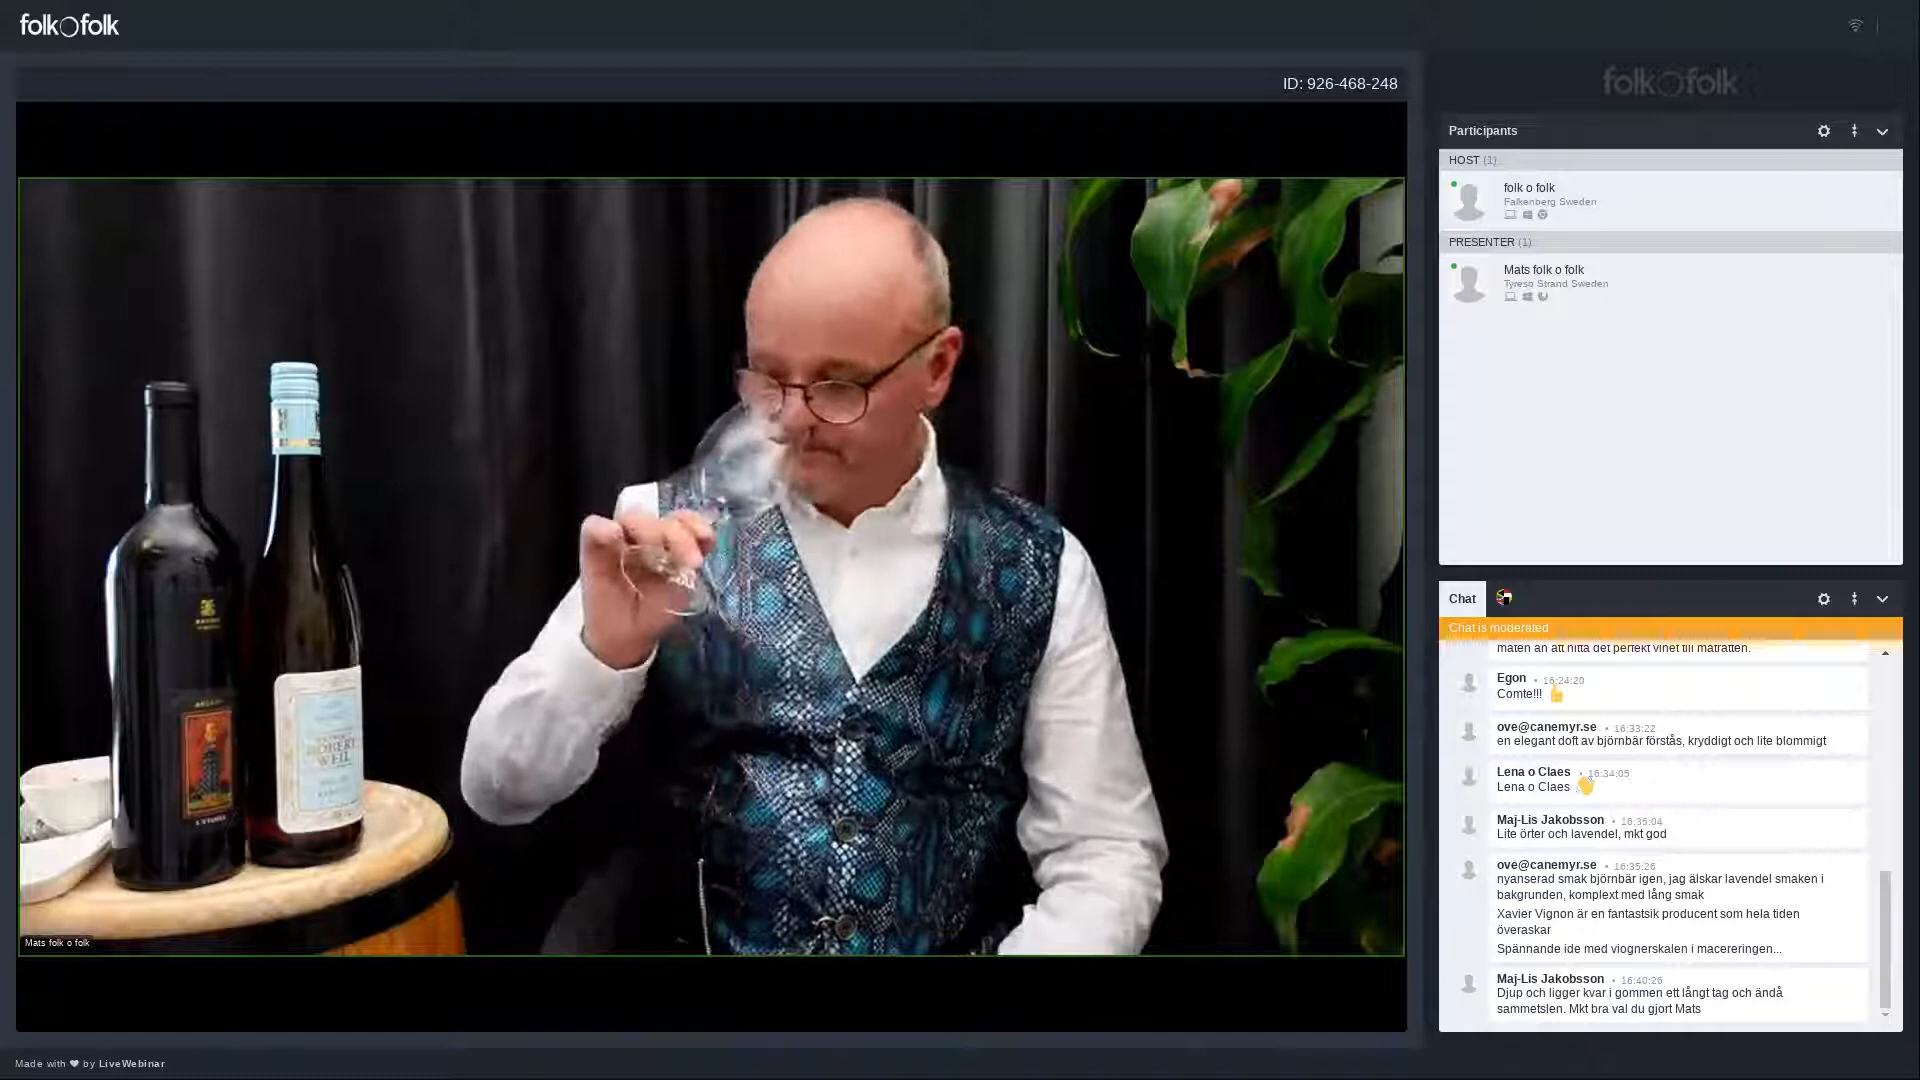 folk o folk
ID: 926-468-248
folk o folk
Participants
HOST (1)
folk o folk
Falkenberg Sweden
PRESENTER (1)
Mats folk o folk
Tyreso Strand Sweden
Chat
Chat is moderated
maten än att hitta det perfekt vinet till maträtten.
Egon • 16:24:20
Comte!!!
ove@canemyr.se • 16:33:22
en elegant doft av björnbär förstås, kryddigt och lite blommigt
Lena o Claes • 16:34:05
Lena o Claes
Maj-Lis Jakobsson • 16:35:04
Lite örter och lavendel, mkt god
ove@canemyr.se • 16:35:26
nyanserad smak björnbär igen, jag älskar lavendel smaken i
bakgrunden, komplext med lång smak
Xavier Vignon är en fantastsik producent som hela tiden
överaskar
Spännande ide med viognerskalen i macereringen...
Maj-Lis Jakobsson • 16:40:26
Djup och ligger kvar i gommen ett långt tag och ändå
sammetslen. Mkt bra val du gjort Mats
ROBERT
WEIL
Mats folk o folk
Made with ❤ by LiveWebinar